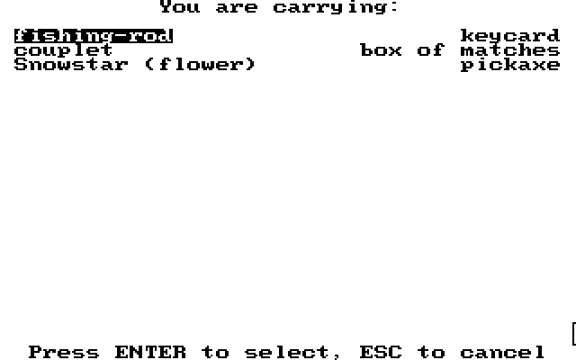 You are carrying:
fishing-rod keycard
couplet box of matches
Snowstar (flower) pickaxe
Press ENTER to select, ESC to cancel